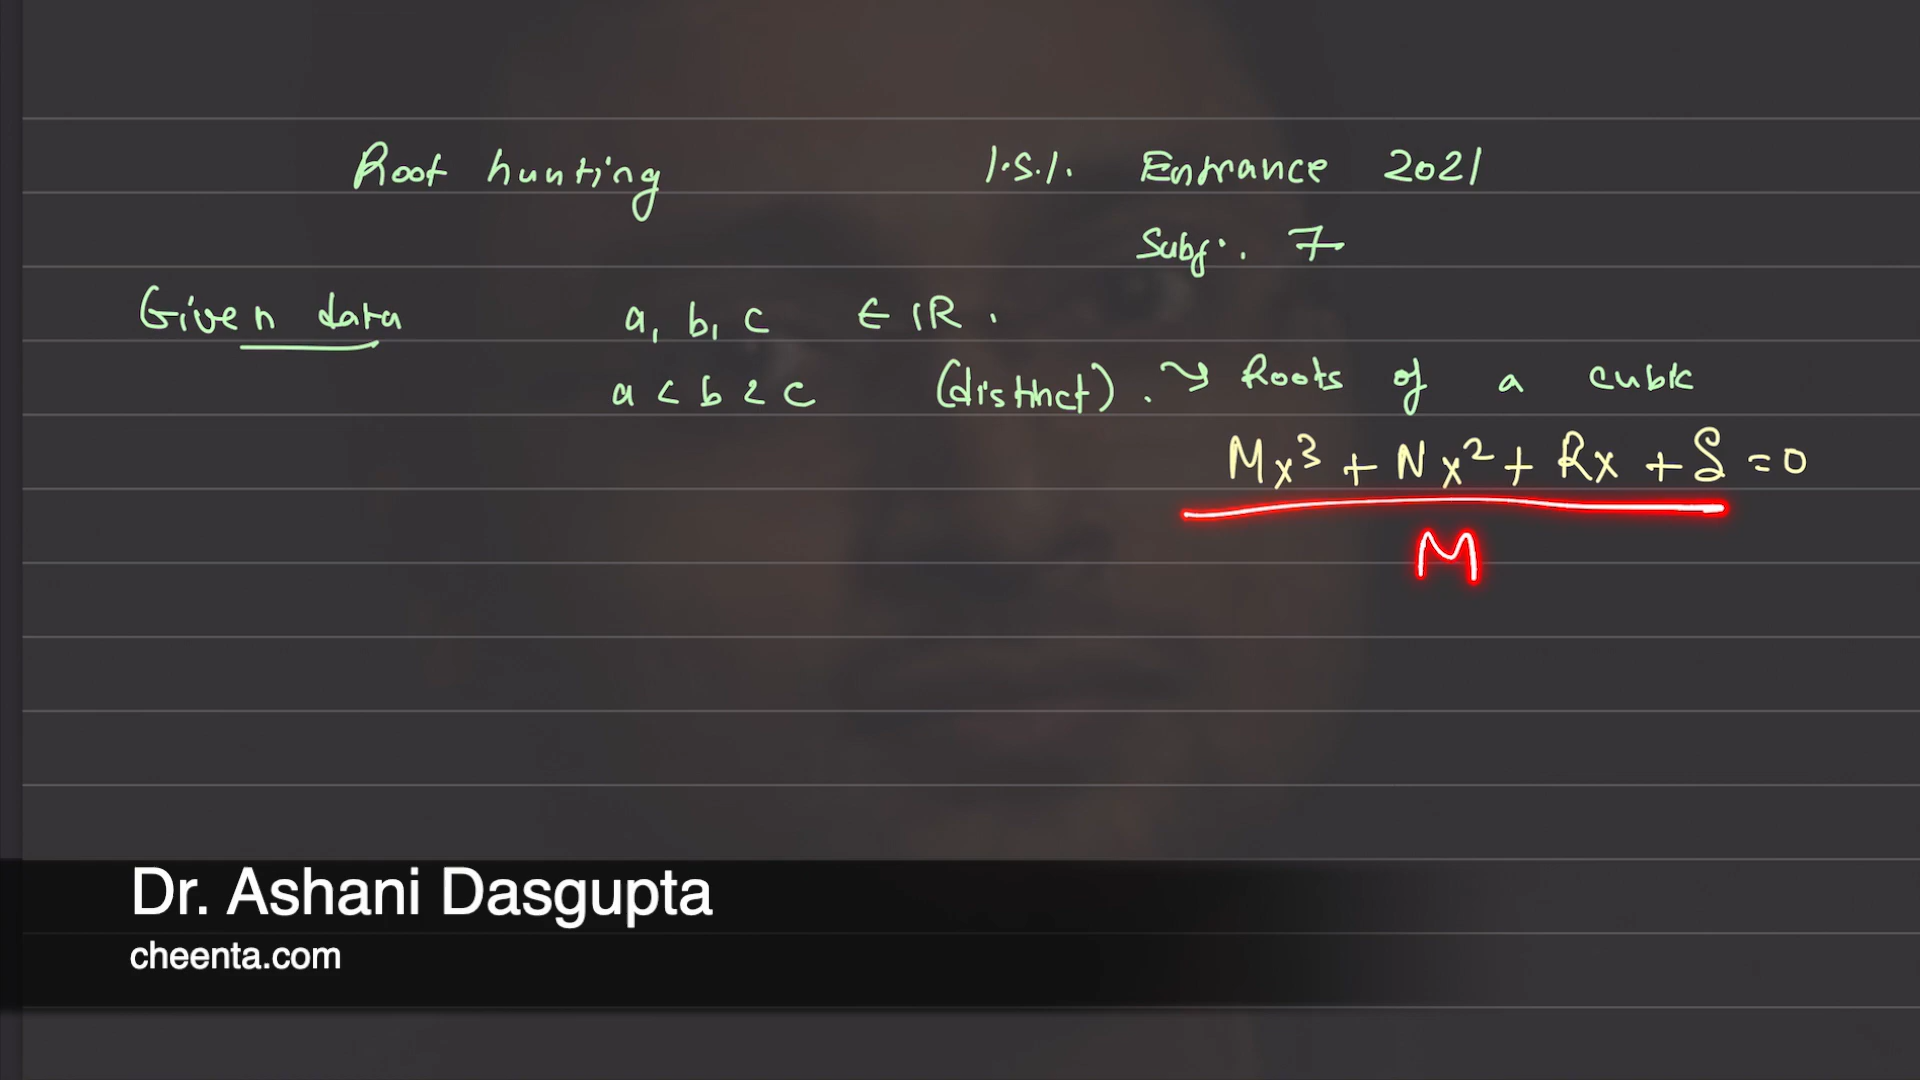 Root hunting I.S.I. Entrance 2021
Subj. 7
Given data a, b, c ∈ IR.
a < b < c (distinct). → Roots of a cubic
Mx³ + Nx² + Rx + S = 0
M
Dr. Ashani Dasgupta
cheenta.com